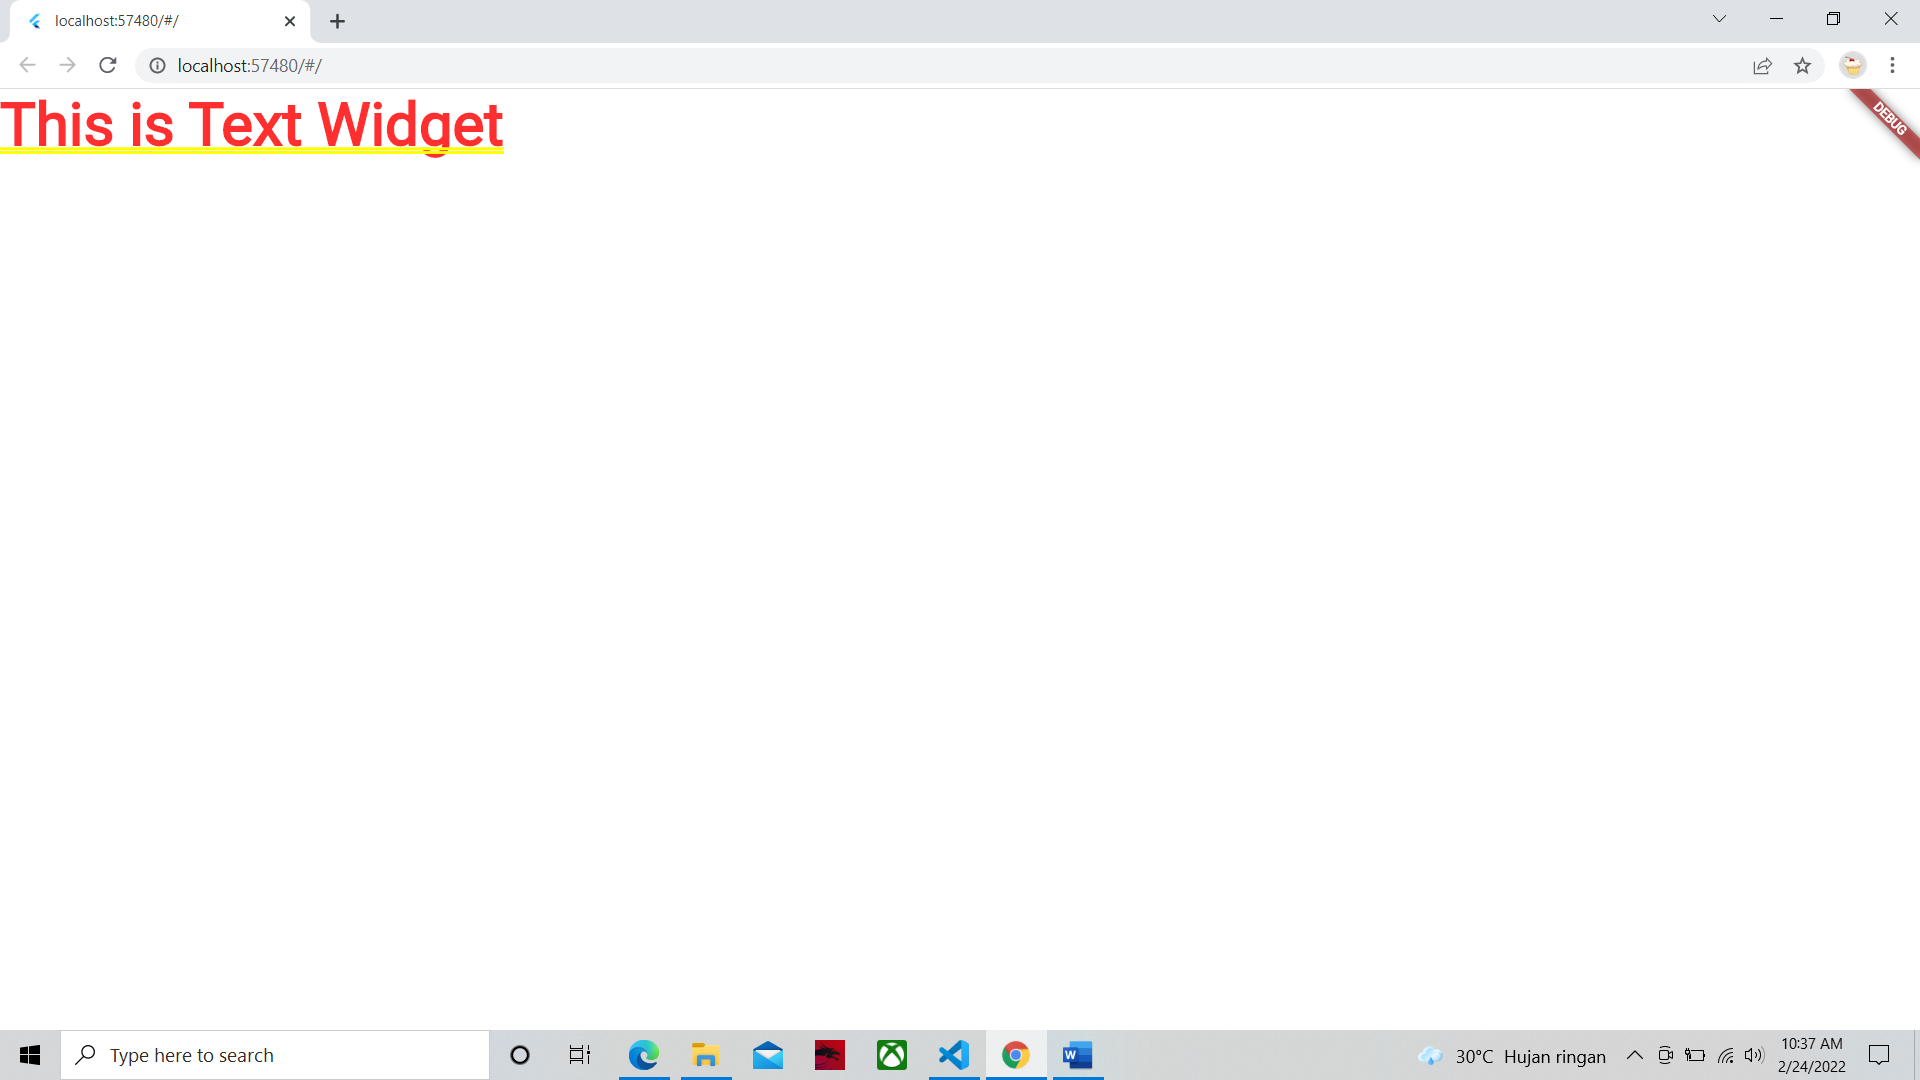 localhost:57480/#/
localhost:57480/#/
This is Text Widget
DEBUG
Type here to search
W
30°C Hujan ringan
10:37 AM
2/24/2022